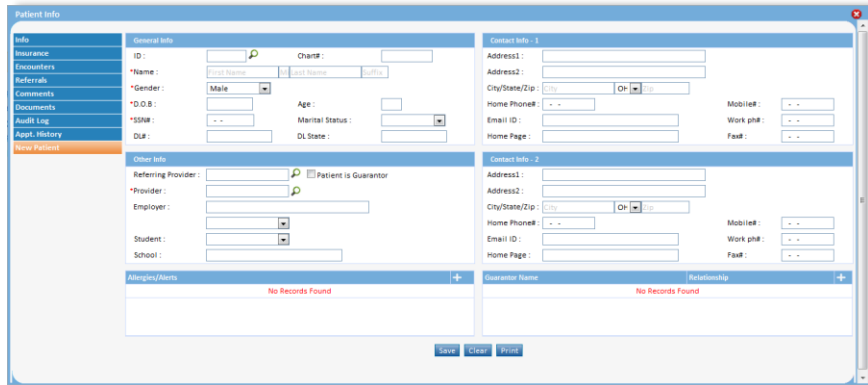 Patient Info
Info
Insurance
Encounters
Referrals
Comments
Documents
Audit Log
Appt. History
New Patient
General Info
ID :
Chart# :
*Name :
First Name
MI
Last Name
Suffix
*Gender :
Male
*D.O.B :
Age :
*SSN# :
- -
Marital Status :
DL# :
DL State :
Contact Info - 1
Address1 :
Address2 :
City/State/Zip :
City
OH
Zip
Home Phone# :
- -
Mobile# :
- -
Email ID :
Work ph# :
- -
Home Page :
Fax# :
- -
Other Info
Referring Provider :
Patient is Guarantor
*Provider :
Employer :
Student :
School :
Contact Info - 2
Address1 :
Address2 :
City/State/Zip :
City
OH
Zip
Home Phone# :
- -
Mobile# :
- -
Email ID :
Work ph# :
- -
Home Page :
Fax# :
- -
Allergies/Alerts
+
No Records Found
Guarantor Name
Relationship
+
No Records Found
Save
Clear
Print